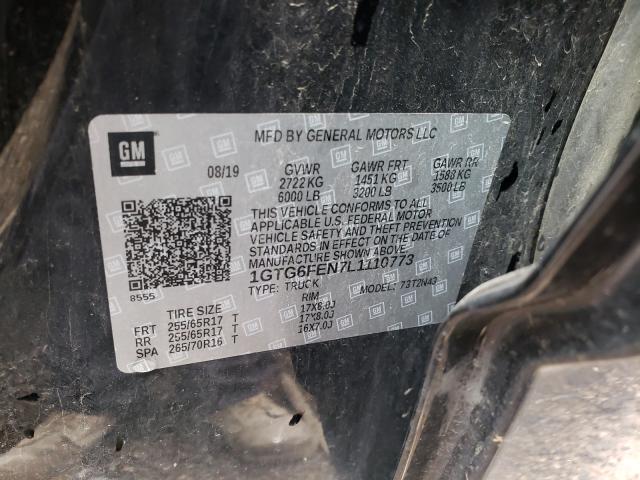 GM
MFD BY GENERAL MOTORS LLC
08/19 GVWR GAWR FRT GAWR RR
2722 KG 1451 KG 1588 KG
6000 LB 3200 LB 3500 LB
THIS VEHICLE CONFORMS TO ALL
APPLICABLE U.S. FEDERAL MOTOR
VEHICLE SAFETY AND THEFT PREVENTION
STANDARDS IN EFFECT ON THE DATE OF
MANUFACTURE SHOWN ABOVE.
1GTG6FEN7L1110773
8555
TYPE: TRUCK MODEL: 73T2N43
TIRE SIZE RIM
FRT 255/65R17 T 17X8.0J
RR 255/65R17 T 17X8.0J
SPA 265/70R16 T 16X7.0J